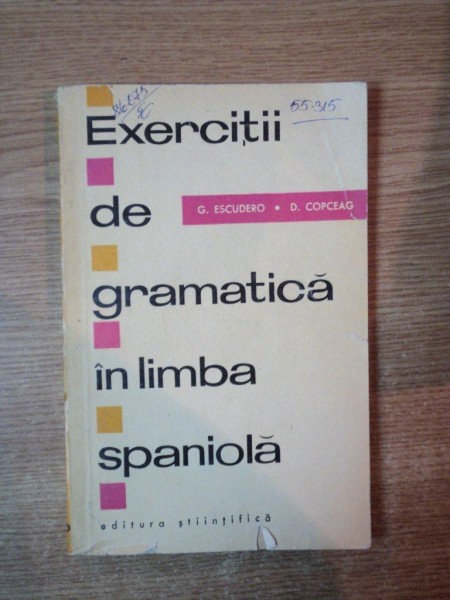 55.315
Exerciții
de
G. ESCUDERO • D. COPCEAG
gramatică
în limba
spaniolă
editura științifică